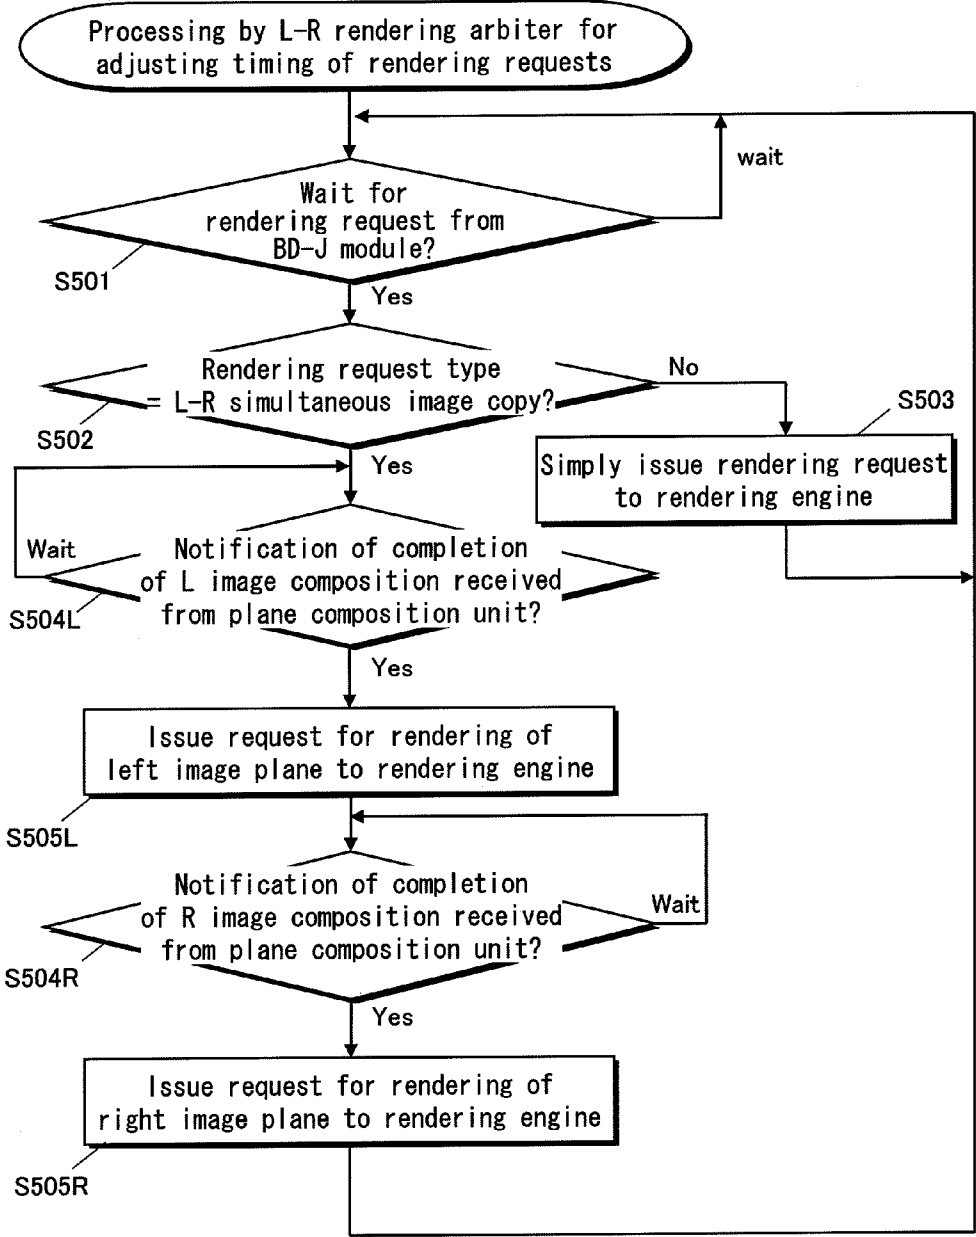 Processing by L-R rendering arbiter for
adjusting timing of rendering requests
wait
Wait for
rendering request from
BD-J module?
S501
Yes
Rendering request type
= L-R simultaneous image copy?
No
S502
S503
Simply issue rendering request
to rendering engine
Yes
Wait
Notification of completion
of L image composition received
from plane composition unit?
S504L
Yes
Issue request for rendering of
left image plane to rendering engine
S505L
Notification of completion
of R image composition received
from plane composition unit?
Wait
S504R
Yes
Issue request for rendering of
right image plane to rendering engine
S505R